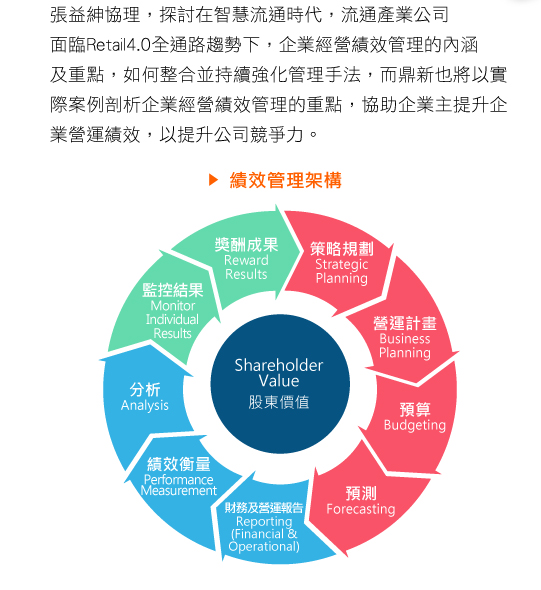 張益紳協理，探討在智慧流通時代，流通產業公司
面臨Retail4.0全通路趨勢下，企業經營績效管理的內涵
及重點，如何整合並持續強化管理手法，而鼎新也將以實
際案例剖析企業經營績效管理的重點，協助企業主提升企
業營運績效，以提升公司競爭力。
績效管理架構
策略規劃
Strategic
Planning
營運計畫
Business
Planning
預算
Budgeting
預測
Forecasting
財務及營運報告
Reporting
(Financial &
Operational)
績效衡量
Performance
Measurement
分析
Analysis
監控結果
Monitor
Individual
Results
獎酬成果
Reward
Results
Shareholder
Value
股東價值